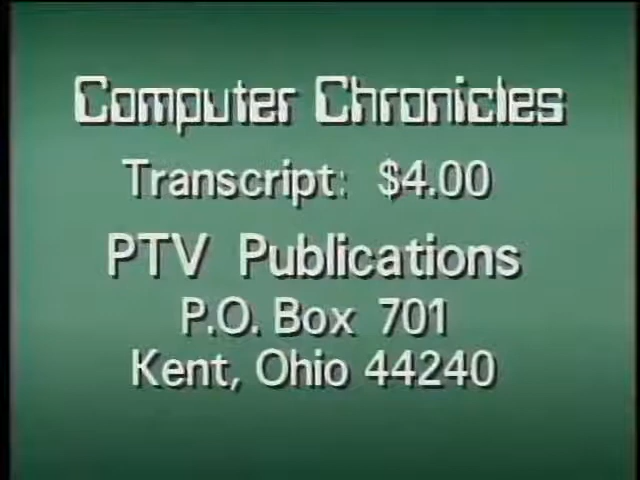 Computer Chronicles
Transcript: $4.00
PTV Publications
P.O. Box 701
Kent, Ohio 44240